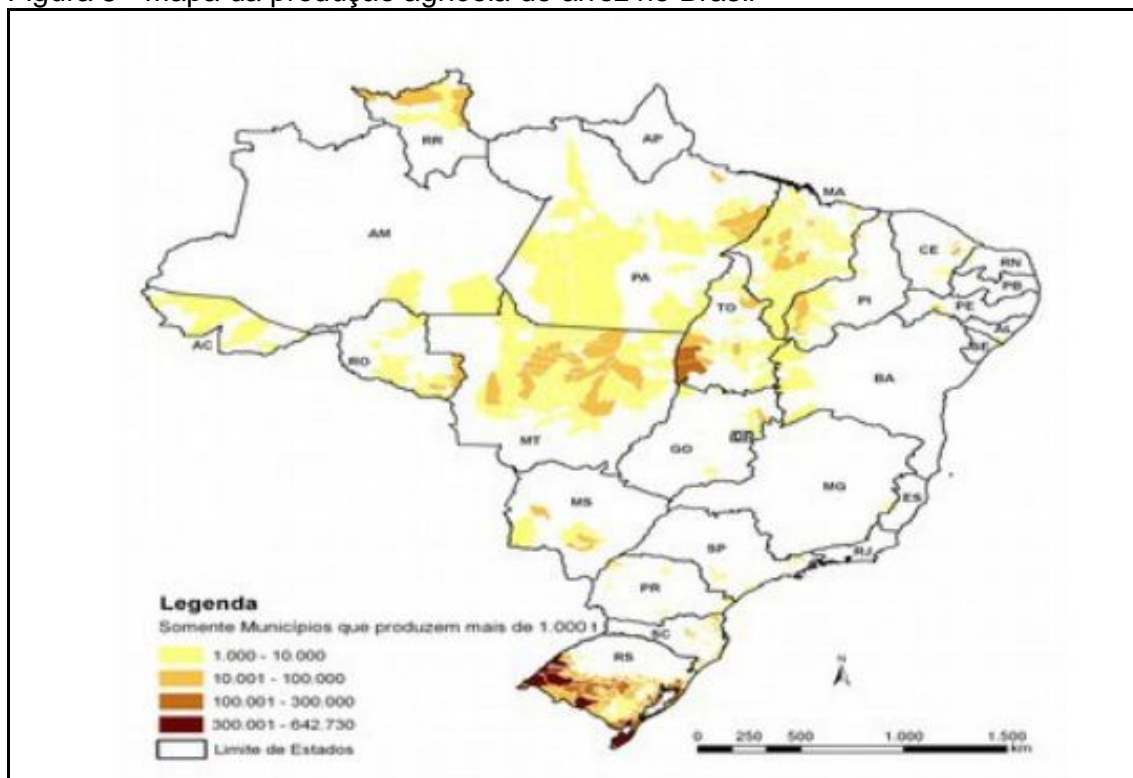 Figura 3 - Mapa da produção agrícola do arroz no Brasil
RR
AP
AM
PA
MA
CE
RN
PB
PE
AL
SE
PI
TO
AC
RO
BA
MT
DF
GO
MG
ES
MS
SP
RJ
PR
SC
RS
Legenda
Somente Municípios que produzem mais de 1.000 t
1.000 - 10.000
10.001 - 100.000
100.001 - 300.000
300.001 - 642.730
Limite de Estados
N
0 250 500 1.000 1.500
km